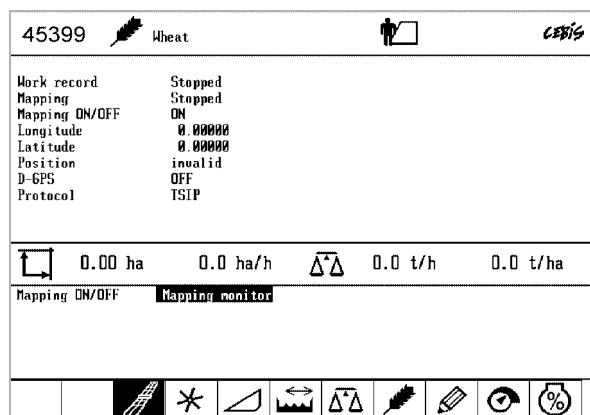 45399 Wheat CEBIS
Work record Stopped
Mapping Stopped
Mapping ON/OFF ON
Longitude 0.00000
Latitude 0.00000
Position invalid
D-GPS OFF
Protocol TSIP
0.00 ha 0.0 ha/h 0.0 t/h 0.0 t/ha
Mapping ON/OFF Mapping monitor
%